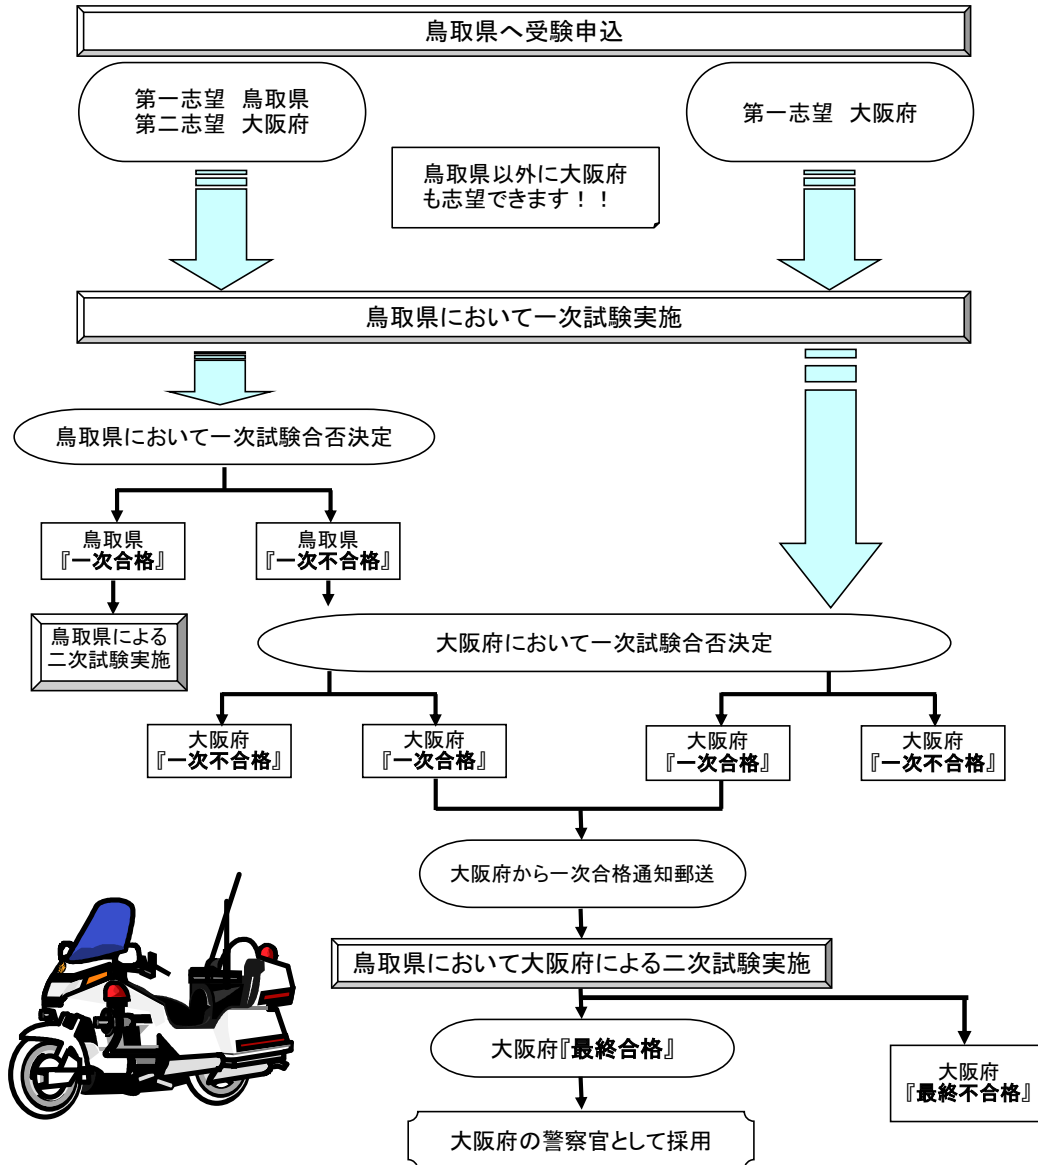 鳥取県へ受験申込
第一志望　鳥取県
第二志望　大阪府
第一志望　大阪府
鳥取県以外に大阪府
も志望できます！！
鳥取県において一次試験実施
鳥取県において一次試験合否決定
鳥取県
『一次合格』
鳥取県
『一次不合格』
鳥取県による
二次試験実施
大阪府において一次試験合否決定
大阪府
『一次不合格』
大阪府
『一次合格』
大阪府
『一次合格』
大阪府
『一次不合格』
大阪府から一次合格通知郵送
鳥取県において大阪府による二次試験実施
大阪府『最終合格』
大阪府
『最終不合格』
大阪府の警察官として採用